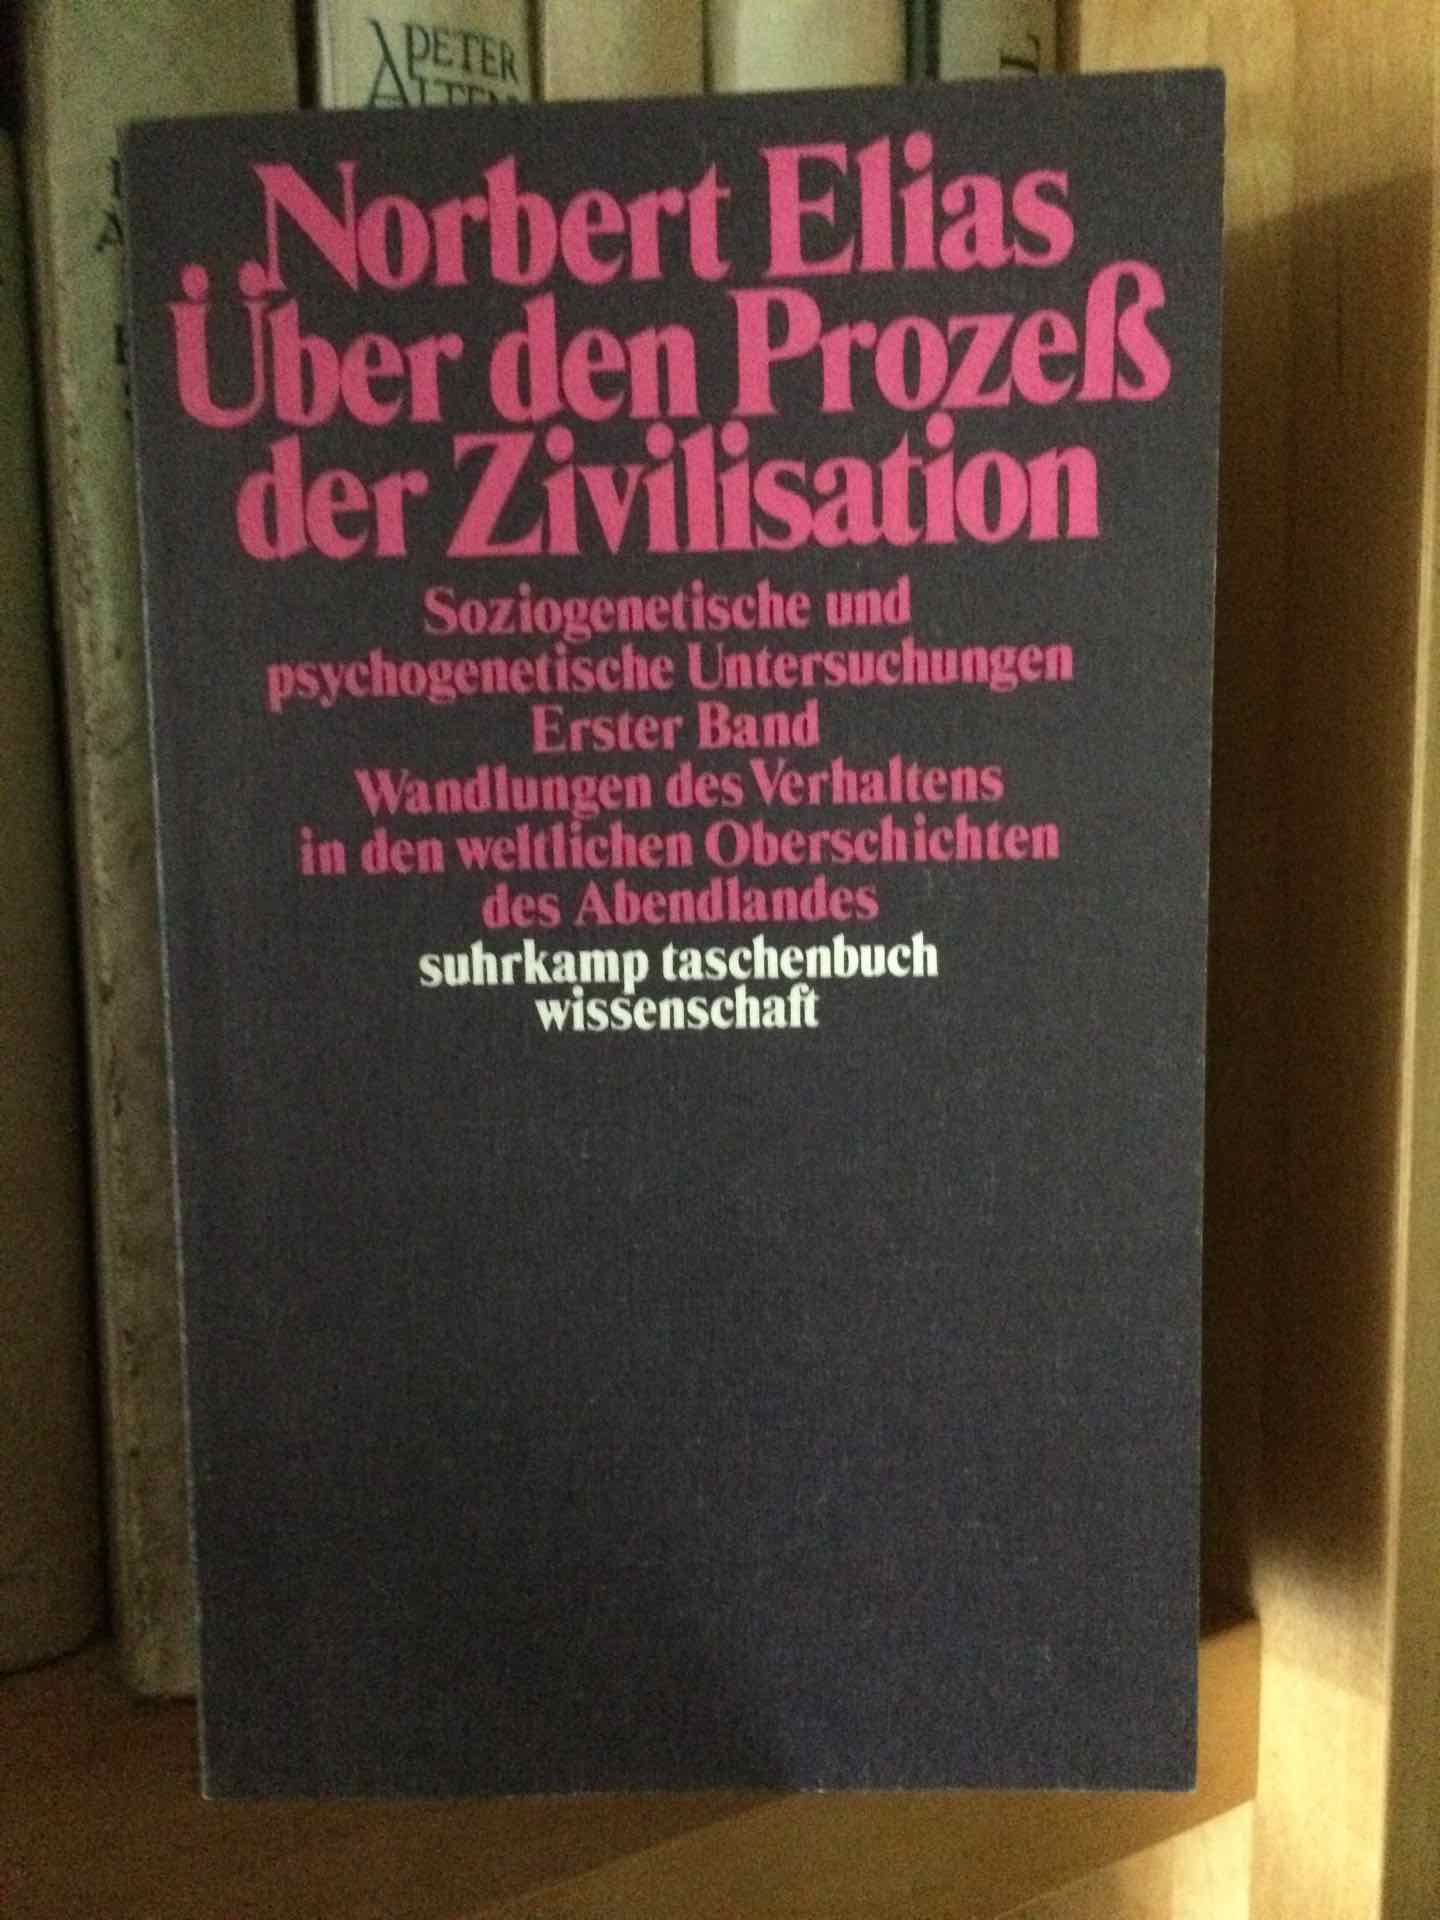 PETER
Norbert Elias
Über den Prozeß
der Zivilisation
Soziogenetische und
psychogenetische Untersuchungen
Erster Band
Wandlungen des Verhaltens
in den weltlichen Oberschichten
des Abendlandes
suhrkamp taschenbuch
wissenschaft